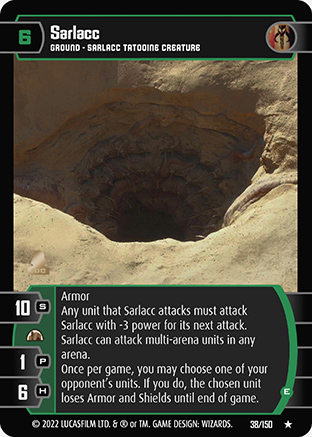 6
Sarlacc
GROUND - SARLACC TATOOINE CREATURE
10 S
1 P
6 H
Armor
Any unit that Sarlacc attacks must attack
Sarlacc with -3 power for its next attack.
Sarlacc can attack multi-arena units in any
arena.
Once per game, you may choose one of your
opponent's units. If you do, the chosen unit
loses Armor and Shields until end of game.
E
© 2022 LUCASFILM LTD. & ® or TM. GAME DESIGN: WIZARDS.
38/150 ★